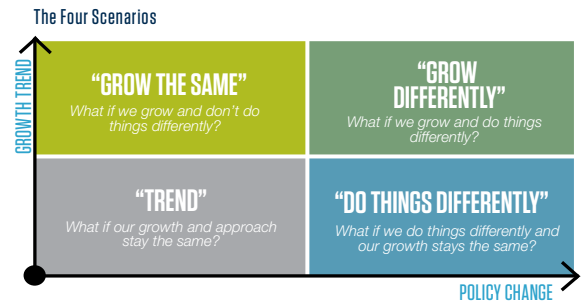 The Four Scenarios
GROWTH TREND
“GROW THE SAME”
What if we grow and don’t do
things differently?
“GROW
DIFFERENTLY”
What if we grow and do things
differently?
“TREND”
What if our growth and approach
stay the same?
“DO THINGS DIFFERENTLY”
What if we do things differently and
our growth stays the same?
POLICY CHANGE